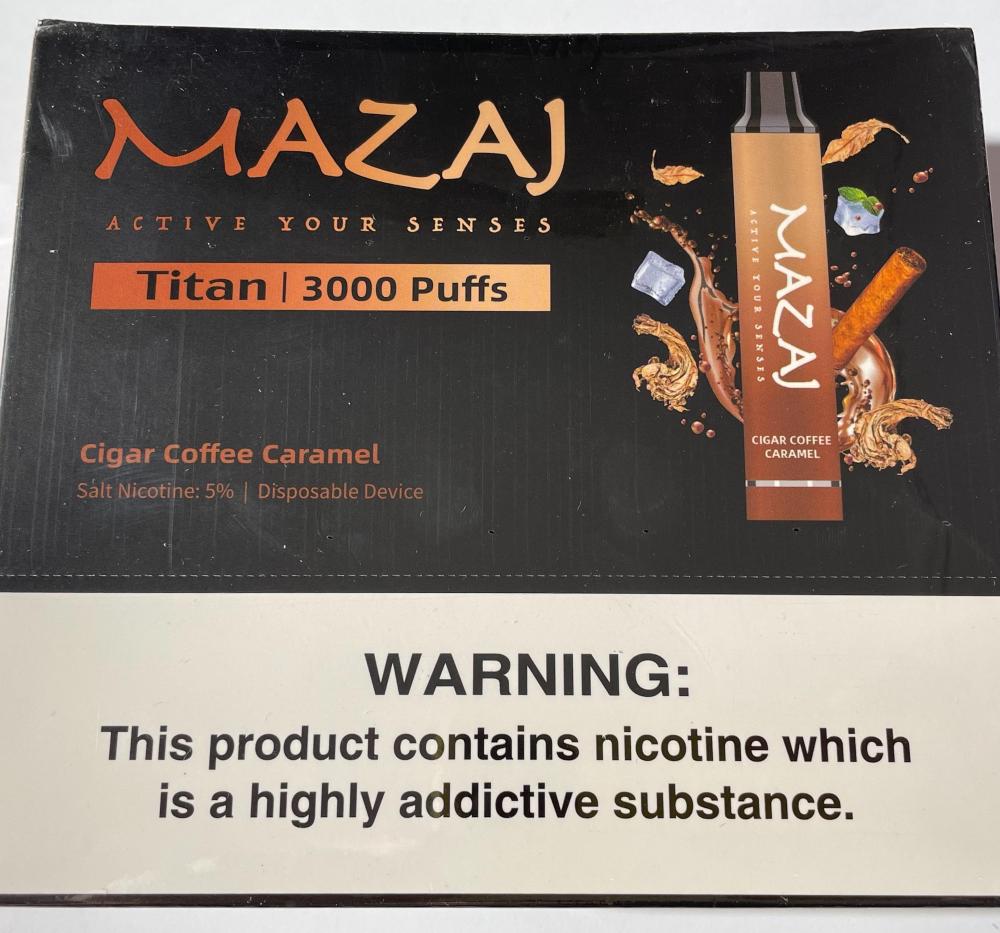 MAZAJ
ACTIVE YOUR SENSES
Titan | 3000 Puffs
Cigar Coffee Caramel
Salt Nicotine: 5% | Disposable Device
MAZAJ
ACTIVE YOUR SENSES
CIGAR COFFEE
CARAMEL
WARNING:
This product contains nicotine which
is a highly addictive substance.